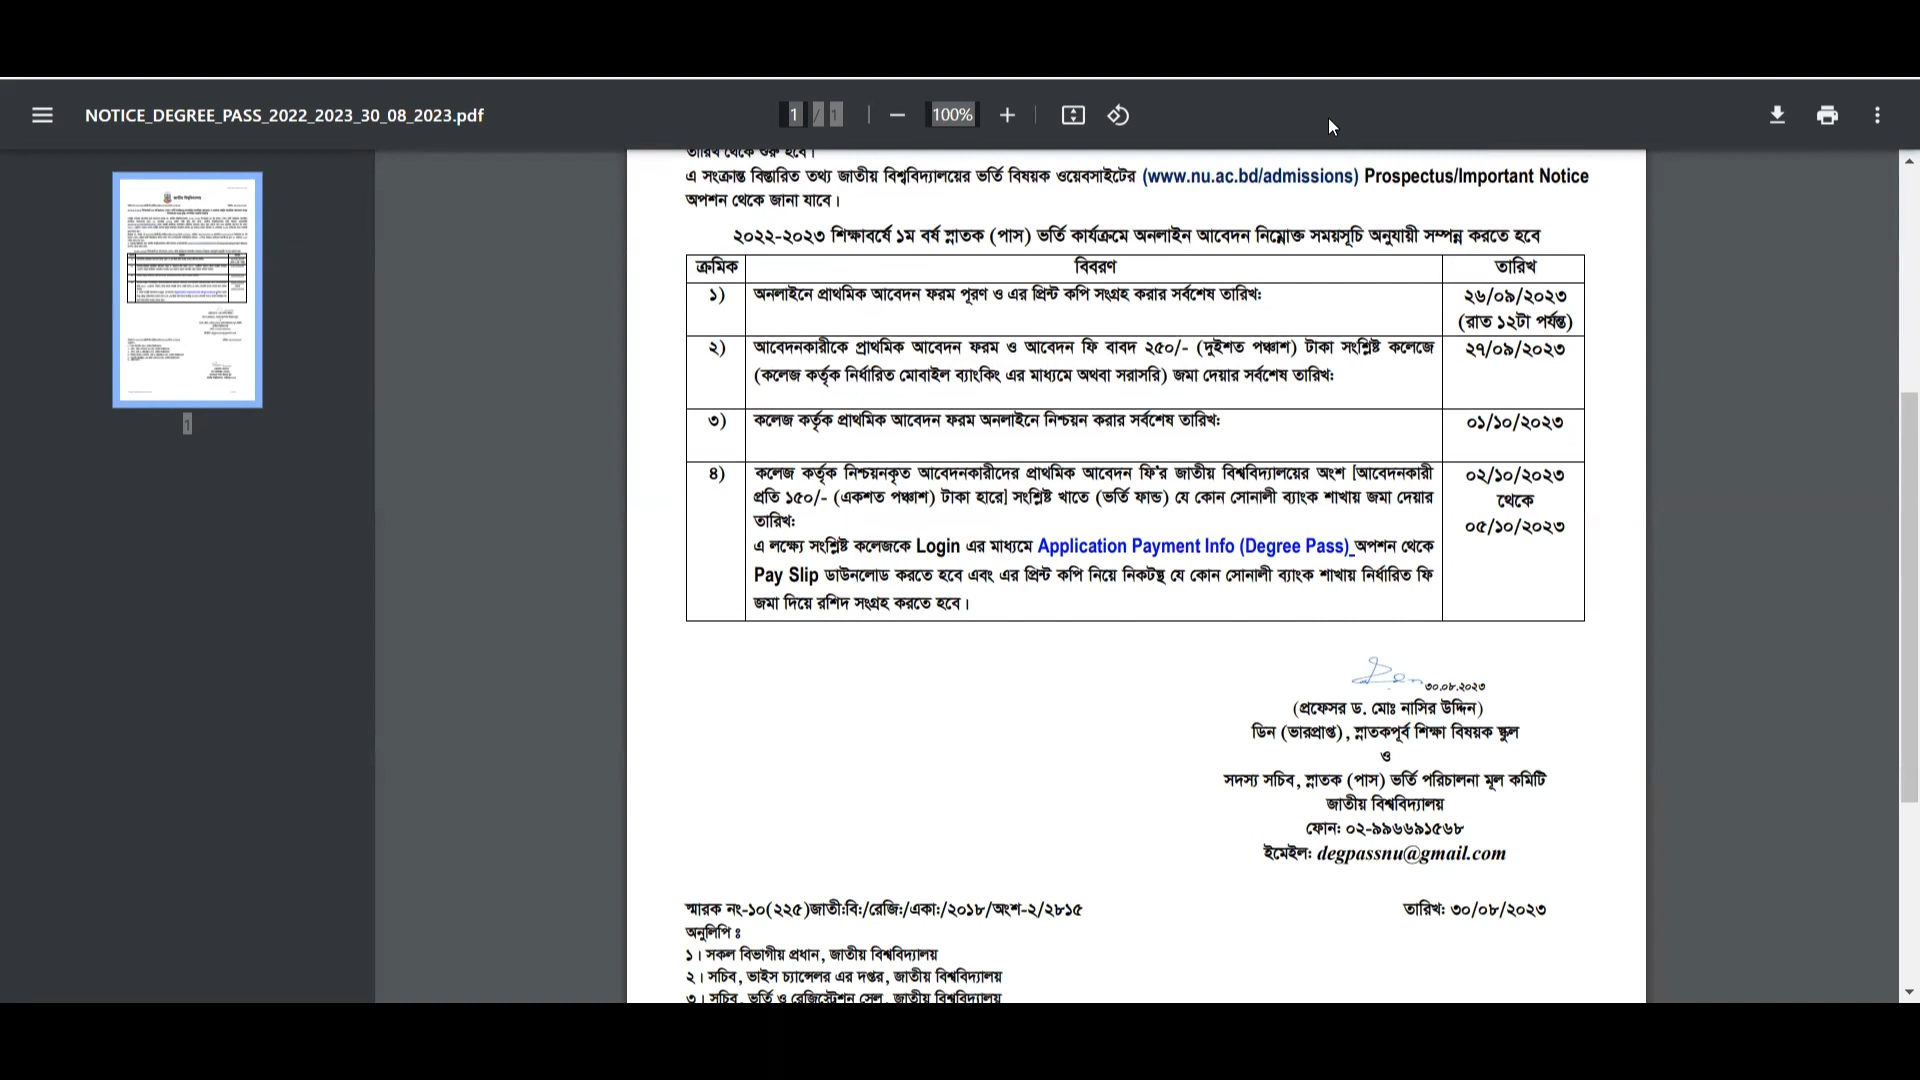 NOTICE_DEGREE_PASS_2022_2023_30_08_2023.pdf
1 / 1
100%
1
তারিখ থেকে শুরু হবে।
এ সংক্রান্ত বিস্তারিত তথ্য জাতীয় বিশ্ববিদ্যালয়ের ভর্তি বিষয়ক ওয়েবসাইটের (www.nu.ac.bd/admissions) Prospectus/Important Notice
অপশন থেকে জানা যাবে।
২০২২-২০২৩ শিক্ষাবর্ষে ১ম বর্ষ স্নাতক (পাস) ভর্তি কার্যক্রমে অনলাইন আবেদন নিম্নোক্ত সময়সূচি অনুযায়ী সম্পন্ন করতে হবে
ক্রমিক বিবরণ তারিখ
১) অনলাইনে প্রাথমিক আবেদন ফরম পূরণ ও এর প্রিন্ট কপি সংগ্রহ করার সর্বশেষ তারিখ: ২৬/০৯/২০২৩
(রাত ১২টা পর্যন্ত)
২) আবেদনকারীকে প্রাথমিক আবেদন ফরম ও আবেদন ফি বাবদ ২৫০/- (দুইশত পঞ্চাশ) টাকা সংশ্লিষ্ট কলেজে ২৭/০৯/২০২৩
(কলেজ কর্তৃক নির্ধারিত মোবাইল ব্যাংকিং এর মাধ্যমে অথবা সরাসরি) জমা দেয়ার সর্বশেষ তারিখ:
৩) কলেজ কর্তৃক প্রাথমিক আবেদন ফরম অনলাইনে নিশ্চয়ন করার সর্বশেষ তারিখ: ০১/১০/২০২৩
৪) কলেজ কর্তৃক নিশ্চয়নকৃত আবেদনকারীদের প্রাথমিক আবেদন ফি'র জাতীয় বিশ্ববিদ্যালয়ের অংশ [আবেদনকারী ০২/১০/২০২৩
প্রতি ১৫০/- (একশত পঞ্চাশ) টাকা হারে] সংশ্লিষ্ট খাতে (ভর্তি ফান্ড) যে কোন সোনালী ব্যাংক শাখায় জমা দেয়ার থেকে
তারিখ: ০৫/১০/২০২৩
এ লক্ষ্যে সংশ্লিষ্ট কলেজকে Login এর মাধ্যমে Application Payment Info (Degree Pass) অপশন থেকে
Pay Slip ডাউনলোড করতে হবে এবং এর প্রিন্ট কপি নিয়ে নিকটস্থ যে কোন সোনালী ব্যাংক শাখায় নির্ধারিত ফি
জমা দিয়ে রশিদ সংগ্রহ করতে হবে।
৩০.০৮.২০২৩
(প্রফেসর ড. মোঃ নাসির উদ্দিন)
ডিন (ভারপ্রাপ্ত), স্নাতকপূর্ব শিক্ষা বিষয়ক স্কুল
ও
সদস্য সচিব, স্নাতক (পাস) ভর্তি পরিচালনা মূল কমিটি
জাতীয় বিশ্ববিদ্যালয়
ফোন: ০২-৯৯৬৬৯১৫৬৮
ইমেইল: degpassnu@gmail.com
স্মারক নং-১০(২২৫)জাতী:বি:/রেজি:/একা:/২০১৮/অংশ-২/২৮১৫ তারিখ: ৩০/০৮/২০২৩
অনুলিপি ঃ
১। সকল বিভাগীয় প্রধান, জাতীয় বিশ্ববিদ্যালয়
২। সচিব, ভাইস চ্যান্সেলর এর দপ্তর, জাতীয় বিশ্ববিদ্যালয়
৩। সচিব, ভর্তি ও রেজিস্ট্রেশন সেল, জাতীয় বিশ্ববিদ্যালয়